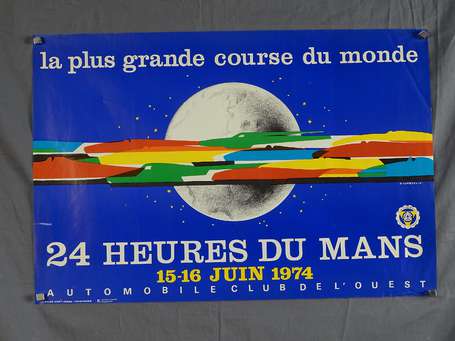 la plus grande course du monde
24 HEURES DU MANS
15-16 JUIN 1974
AUTOMOBILE CLUB DE L'OUEST